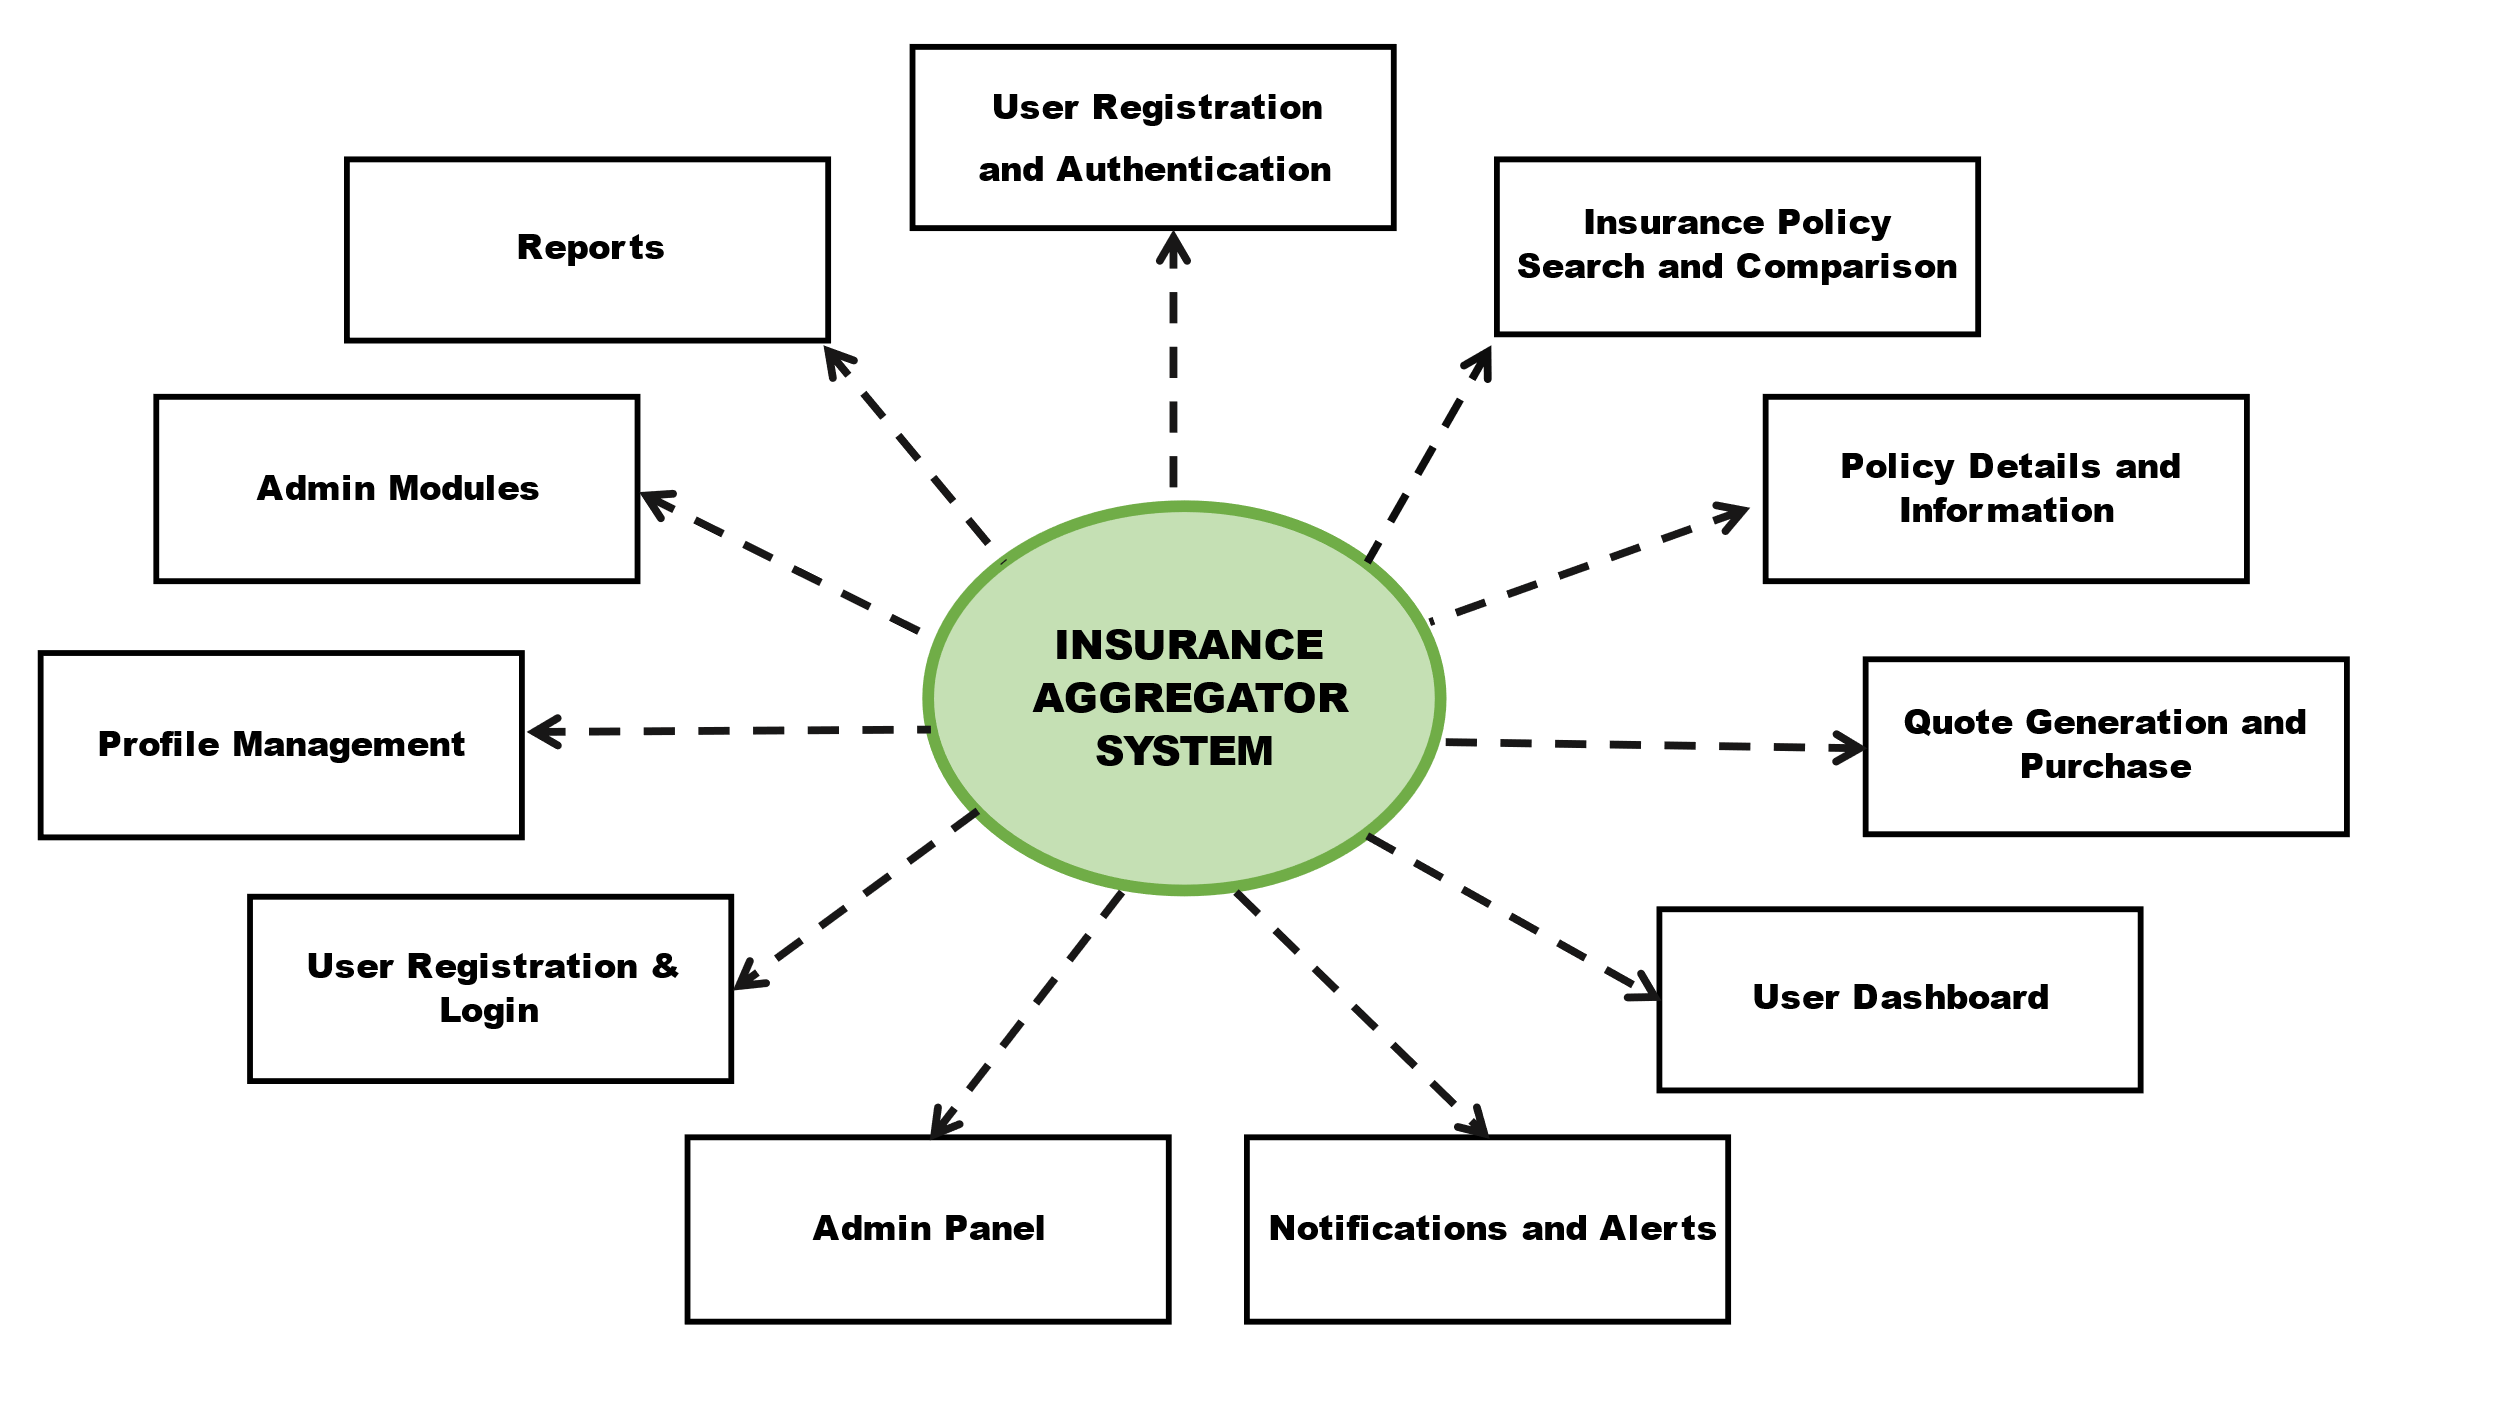 User Registration
and Authentication
Reports
Insurance Policy
Search and Comparison
Admin Modules
Policy Details and
Information
INSURANCE
AGGREGATOR
SYSTEM
Profile Management
Quote Generation and
Purchase
User Registration &
Login
User Dashboard
Admin Panel
Notifications and Alerts